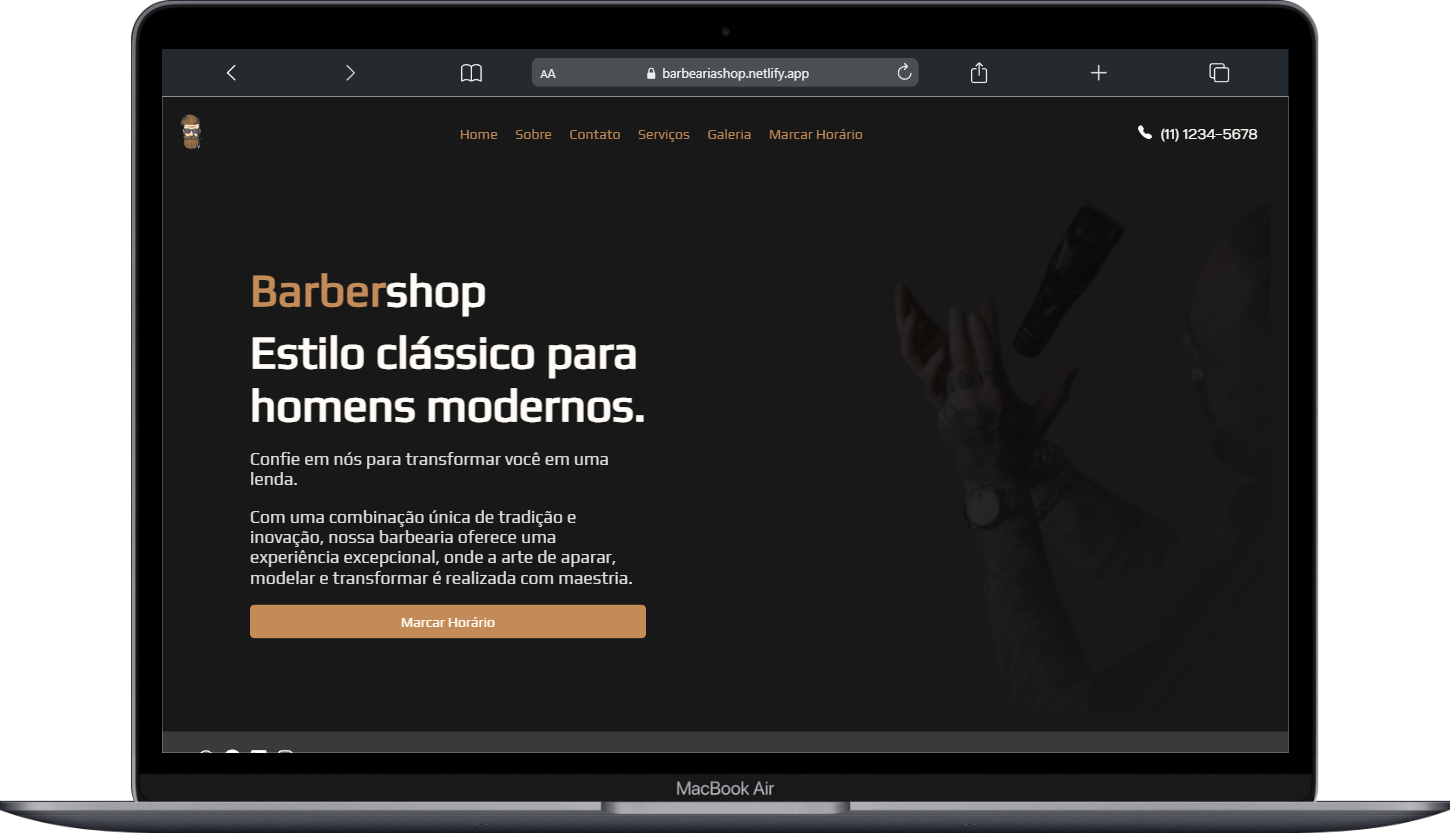 AA barbeariashop.netlify.app
Home Sobre Contato Serviços Galeria Marcar Horário (11) 1234-5678
Barbershop
Estilo clássico para
homens modernos.
Confie em nós para transformar você em uma
lenda.
Com uma combinação única de tradição e
inovação, nossa barbearia oferece uma
experiência excepcional, onde a arte de aparar,
modelar e transformar é realizada com maestria.
Marcar Horário
MacBook Air